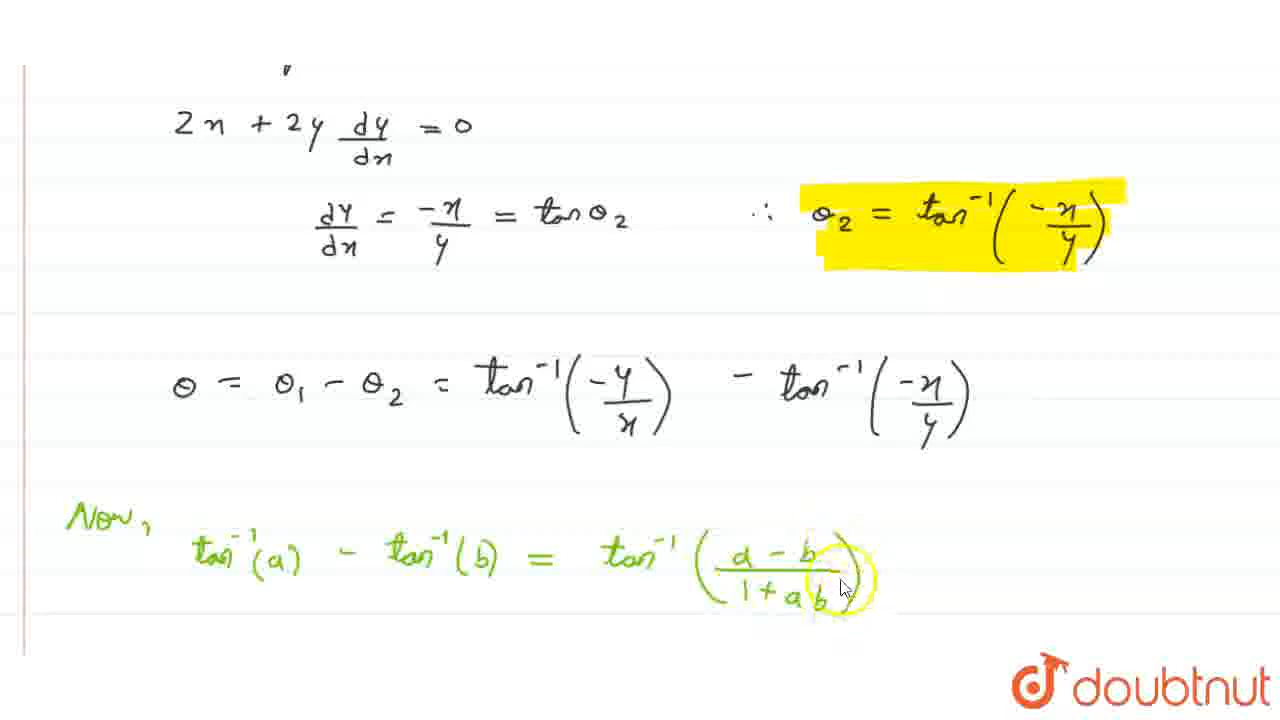 2x + 2y dy/dx = 0
dy/dx = -x/y = tan θ₂ ∴ θ₂ = tan⁻¹(-x/y)
θ = θ₁ - θ₂ = tan⁻¹(-y/x) - tan⁻¹(-x/y)
Now,
tan⁻¹(a) - tan⁻¹(b) = tan⁻¹(a - b/1 + ab)
doubtnut